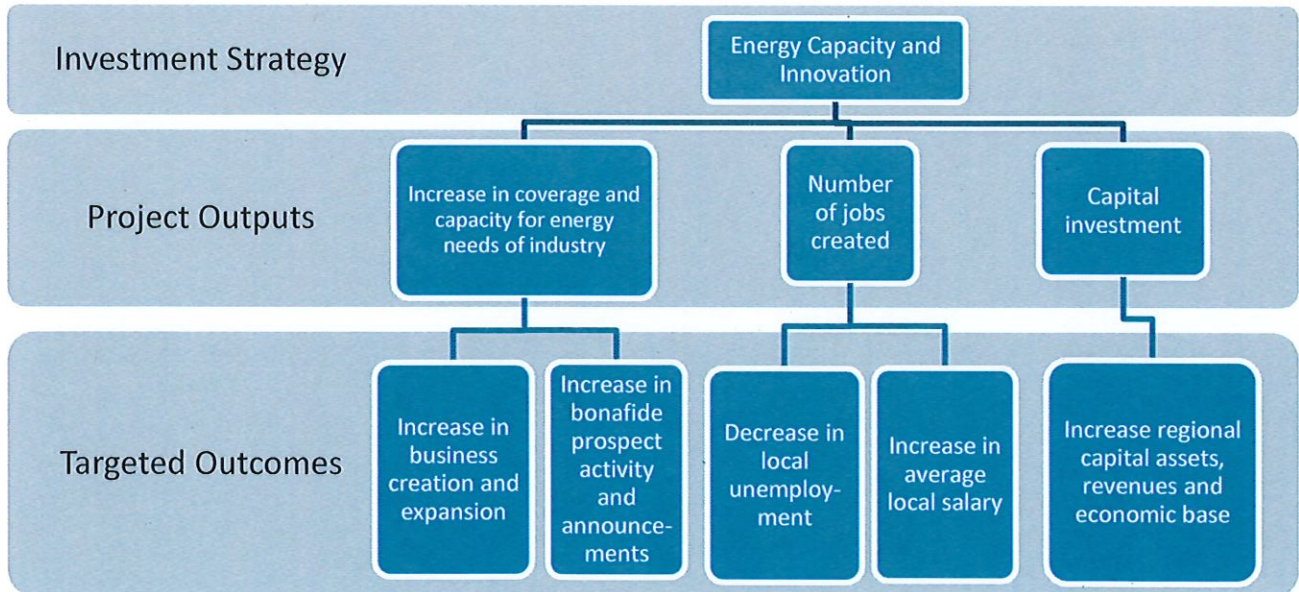 Investment Strategy
Energy Capacity and
Innovation
Project Outputs
Increase in coverage and
capacity for energy
needs of industry
Number
of jobs
created
Capital
investment
Targeted Outcomes
Increase in
business
creation and
expansion
Increase in
bonafide
prospect
activity
and
announce-
ments
Decrease in
local
unemploy-
ment
Increase in
average
local salary
Increase regional
capital assets,
revenues and
economic base